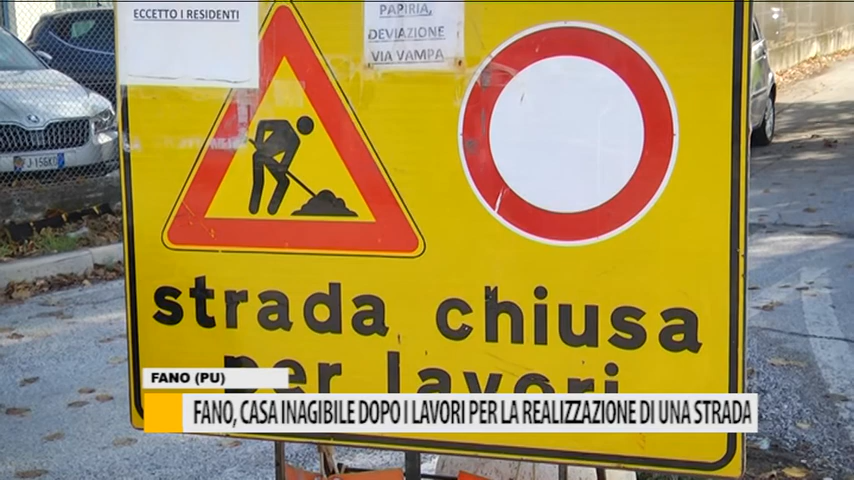 ECCETTO I RESIDENTI
PAPIRIA,
DEVIAZIONE
VIA VAMPA
strada chiusa
per lavori
FANO (PU)
FANO, CASA INAGIBILE DOPO I LAVORI PER LA REALIZZAZIONE DI UNA STRADA